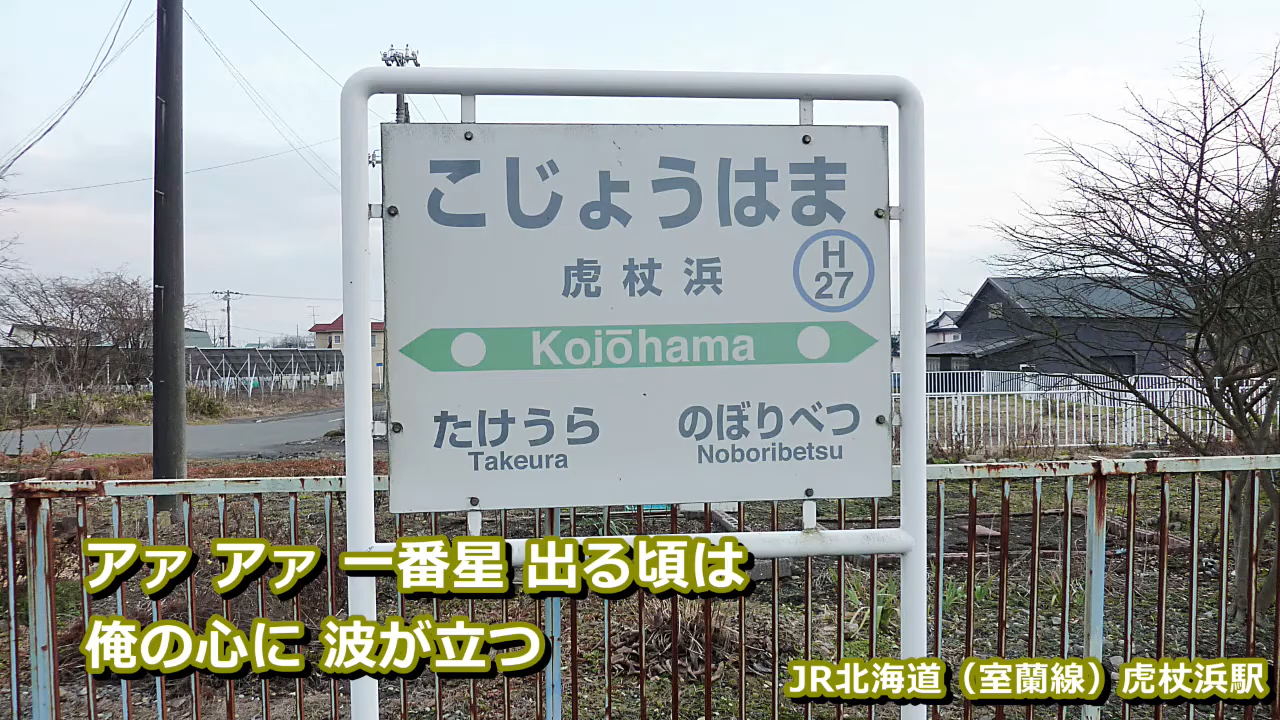 こじょうはま
虎杖浜
H
27
Kojōhama
たけうら
Takeura
のぼりべつ
Noboribetsu
アァ アァ 一番星 出る頃は
俺の心に 波が立つ
JR北海道（室蘭線）虎杖浜駅